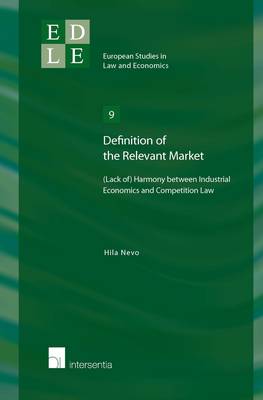 E D
L E
European Studies in
Law and Economics
9
Definition of
the Relevant Market
(Lack of) Harmony between Industrial
Economics and Competition Law
Hila Nevo
intersentia